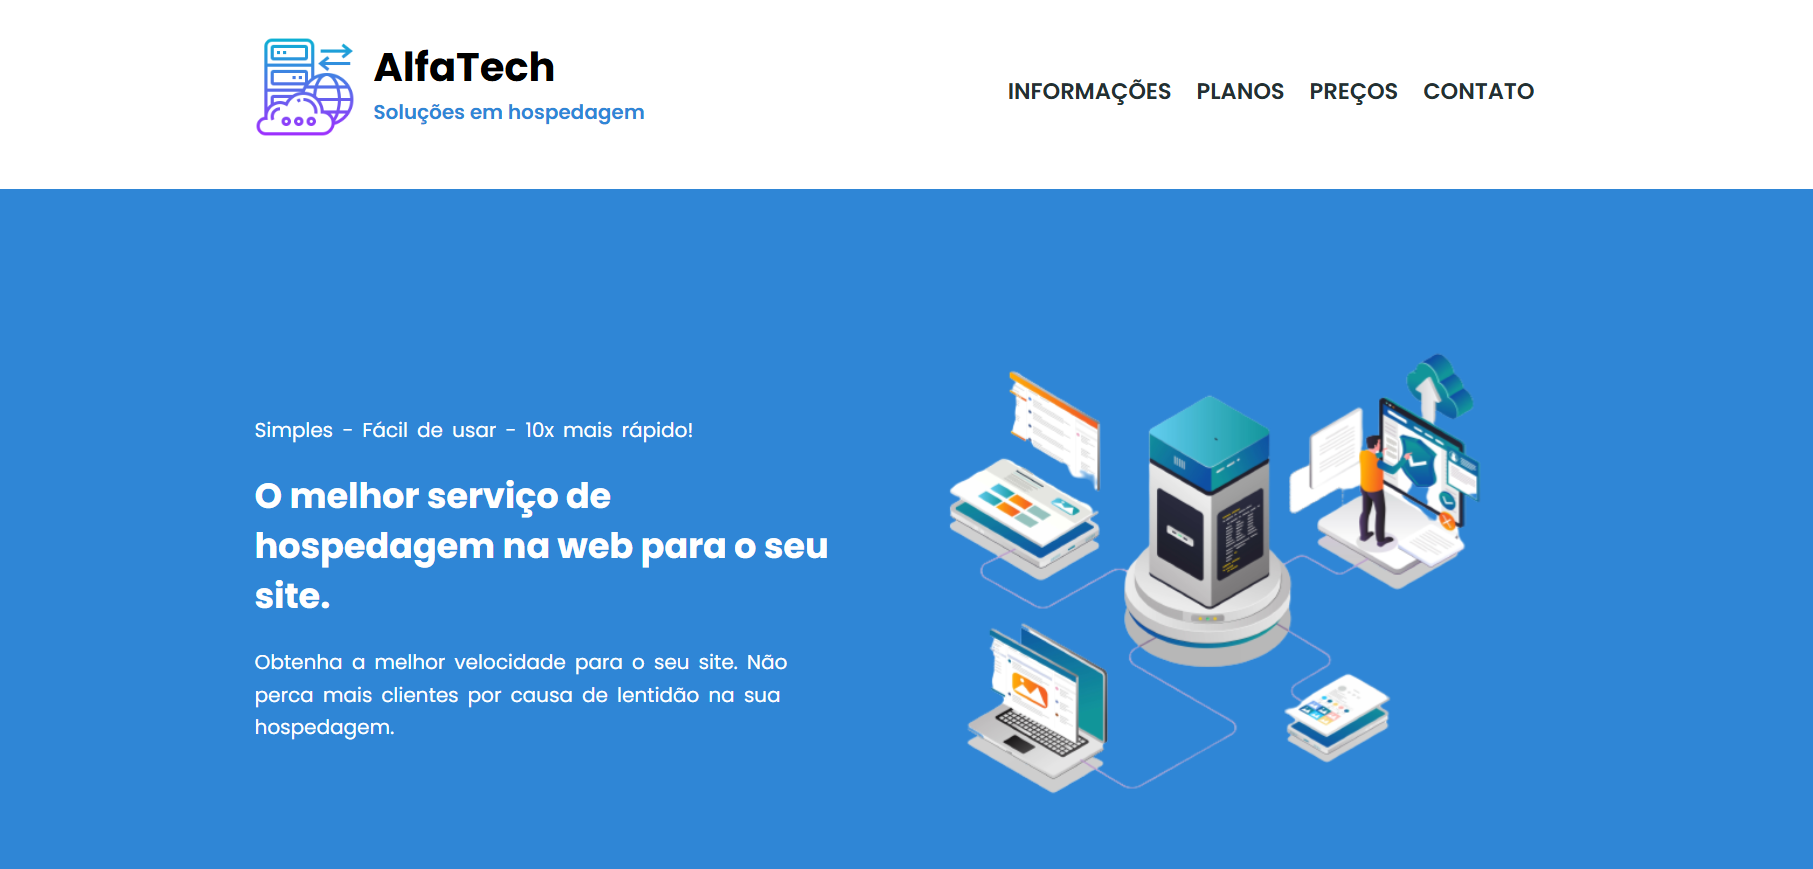 AlfaTech
Soluções em hospedagem
INFORMAÇÕES PLANOS PREÇOS CONTATO
Simples - Fácil de usar - 10x mais rápido!
O melhor serviço de
hospedagem na web para o seu
site.
Obtenha a melhor velocidade para o seu site. Não
perca mais clientes por causa de lentidão na sua
hospedagem.